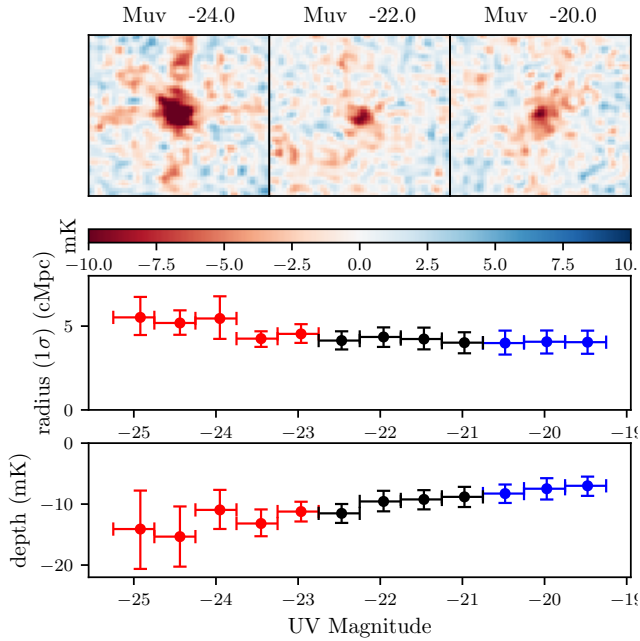 Muv -24.0 Muv -22.0 Muv -20.0
mK
−10.0 −7.5 −5.0 −2.5 0.0 2.5 5.0 7.5 10.
radius (1σ) (cMpc)
5
0
−25 −24 −23 −22 −21 −20 −19
depth (mK)
0
−10
−20
−25 −24 −23 −22 −21 −20 −19
UV Magnitude